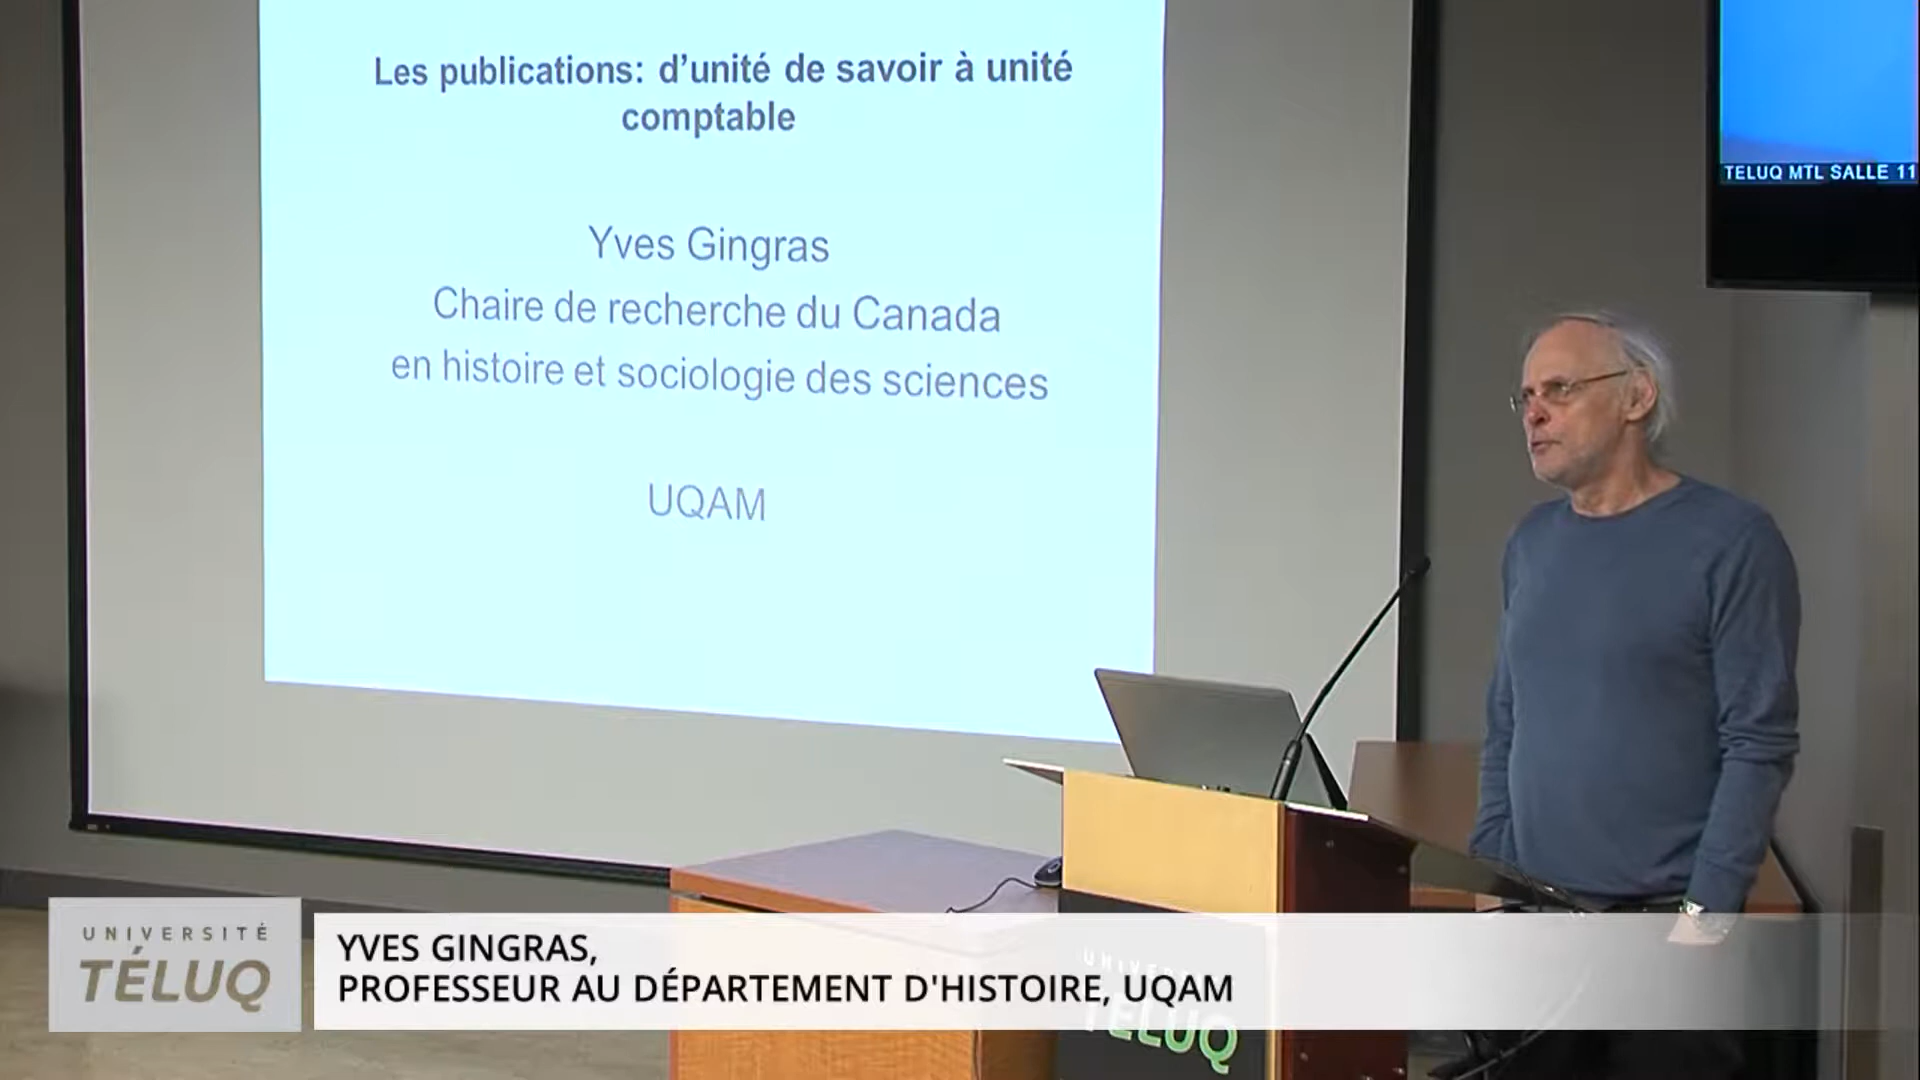 Les publications: d'unité de savoir à unité
comptable
Yves Gingras
Chaire de recherche du Canada
en histoire et sociologie des sciences
UQAM
TELUQ MTL SALLE 11
UNIVERSITÉ
TÉLUQ
YVES GINGRAS,
PROFESSEUR AU DÉPARTEMENT D'HISTOIRE, UQAM
TÉLUQ